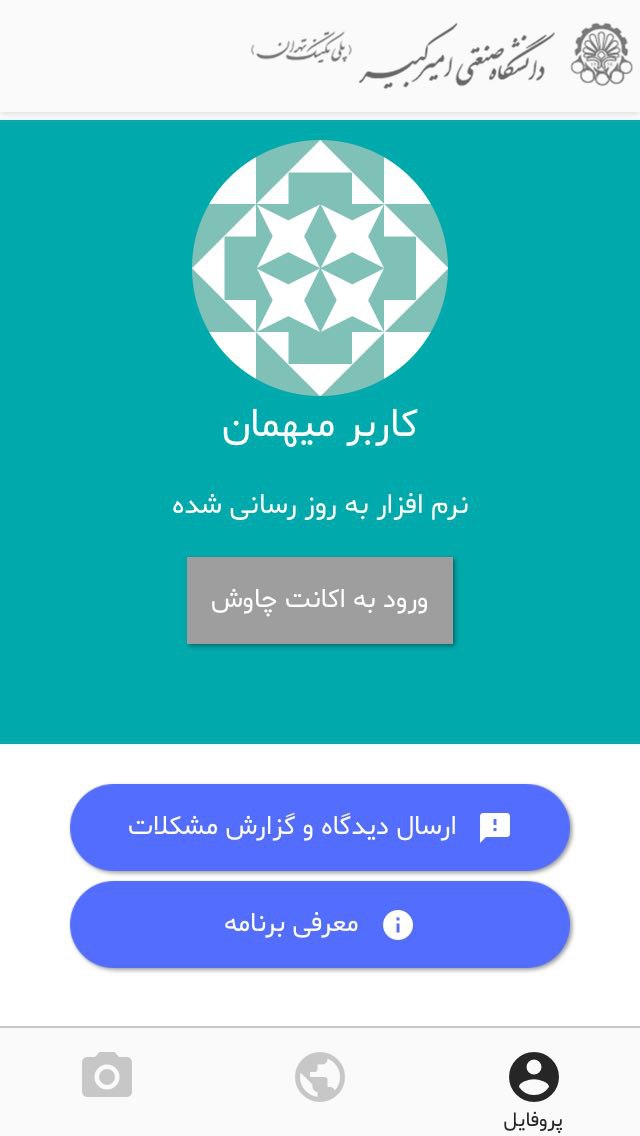 دانشگاه صنعتی امیرکبیر (پلی تکنیک تهران)
کاربر میهمان
نرم افزار به روز رسانی شده
ورود به اکانت چاوش
ارسال دیدگاه و گزارش مشکلات
معرفی برنامه
پروفایل